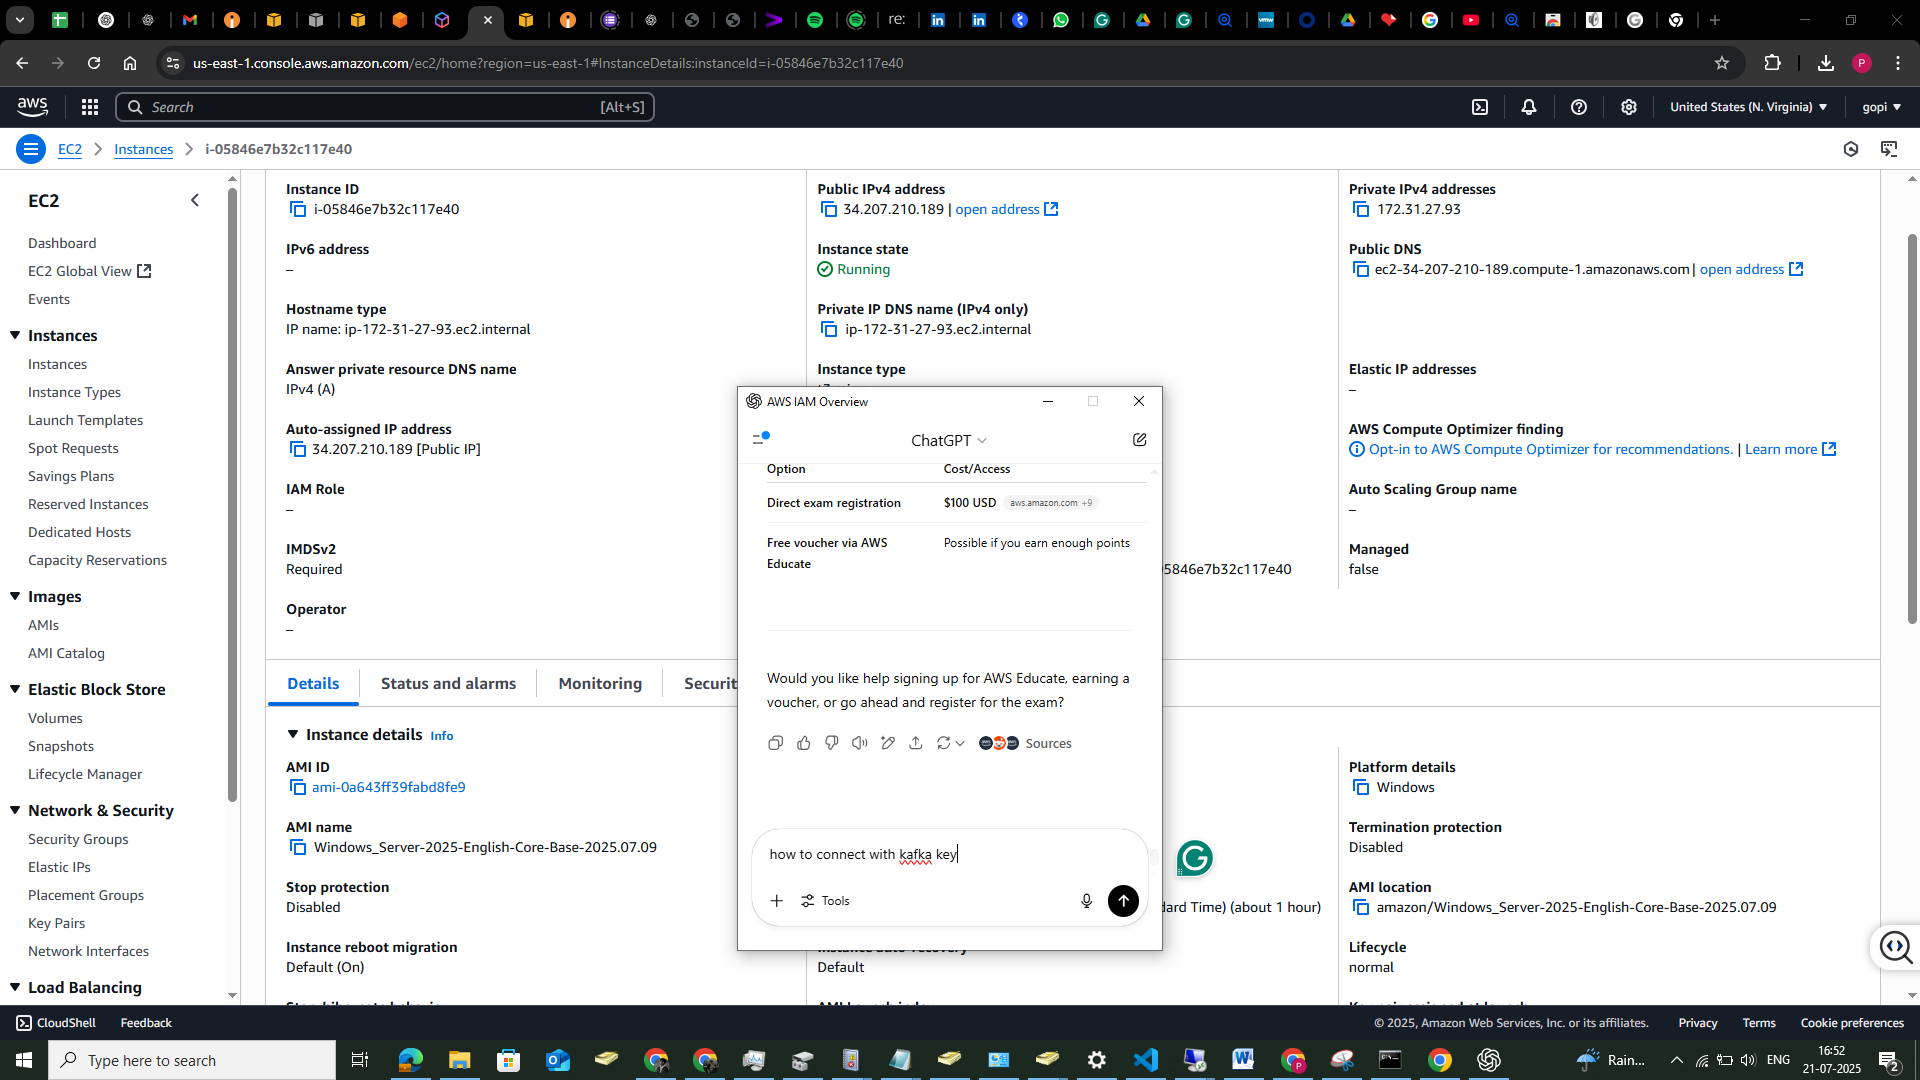 re:
us-east-1.console.aws.amazon.com/ec2/home?region=us-east-1#InstanceDetails:instanceId=i-05846e7b32c117e40
P
aws
Search
[Alt+S]
United States (N. Virginia)
gopi
EC2
Instances
i-05846e7b32c117e40
EC2
Dashboard
EC2 Global View
Events
Instances
Instances
Instance Types
Launch Templates
Spot Requests
Savings Plans
Reserved Instances
Dedicated Hosts
Capacity Reservations
Images
AMIs
AMI Catalog
Elastic Block Store
Volumes
Snapshots
Lifecycle Manager
Network & Security
Security Groups
Elastic IPs
Placement Groups
Key Pairs
Network Interfaces
Load Balancing
Instance ID
i-05846e7b32c117e40
IPv6 address
–
Hostname type
IP name: ip-172-31-27-93.ec2.internal
Answer private resource DNS name
IPv4 (A)
Auto-assigned IP address
34.207.210.189 [Public IP]
IAM Role
–
IMDSv2
Required
Operator
–
Public IPv4 address
34.207.210.189 | open address
Instance state
Running
Private IP DNS name (IPv4 only)
ip-172-31-27-93.ec2.internal
Instance type
05846e7b32c117e40
Private IPv4 addresses
172.31.27.93
Public DNS
ec2-34-207-210-189.compute-1.amazonaws.com | open address
Elastic IP addresses
–
AWS Compute Optimizer finding
Opt-in to AWS Compute Optimizer for recommendations. | Learn more
Auto Scaling Group name
–
Managed
false
Details
Status and alarms
Monitoring
Securit
Instance details Info
AMI ID
ami-0a643ff39fabd8fe9
AMI name
Windows_Server-2025-English-Core-Base-2025.07.09
Stop protection
Disabled
Instance reboot migration
Default (On)
dard Time) (about 1 hour)
Default
Platform details
Windows
Termination protection
Disabled
AMI location
amazon/Windows_Server-2025-English-Core-Base-2025.07.09
Lifecycle
normal
AWS IAM Overview
ChatGPT
Option Cost/Access
Direct exam registration $100 USD aws.amazon.com +9
Free voucher via AWS Possible if you earn enough points
Educate
Would you like help signing up for AWS Educate, earning a
voucher, or go ahead and register for the exam?
Sources
how to connect with kafka key
Tools
CloudShell
Feedback
© 2025, Amazon Web Services, Inc. or its affiliates.
Privacy
Terms
Cookie preferences
Type here to search
Rain...
ENG
16:52
21-07-2025
2